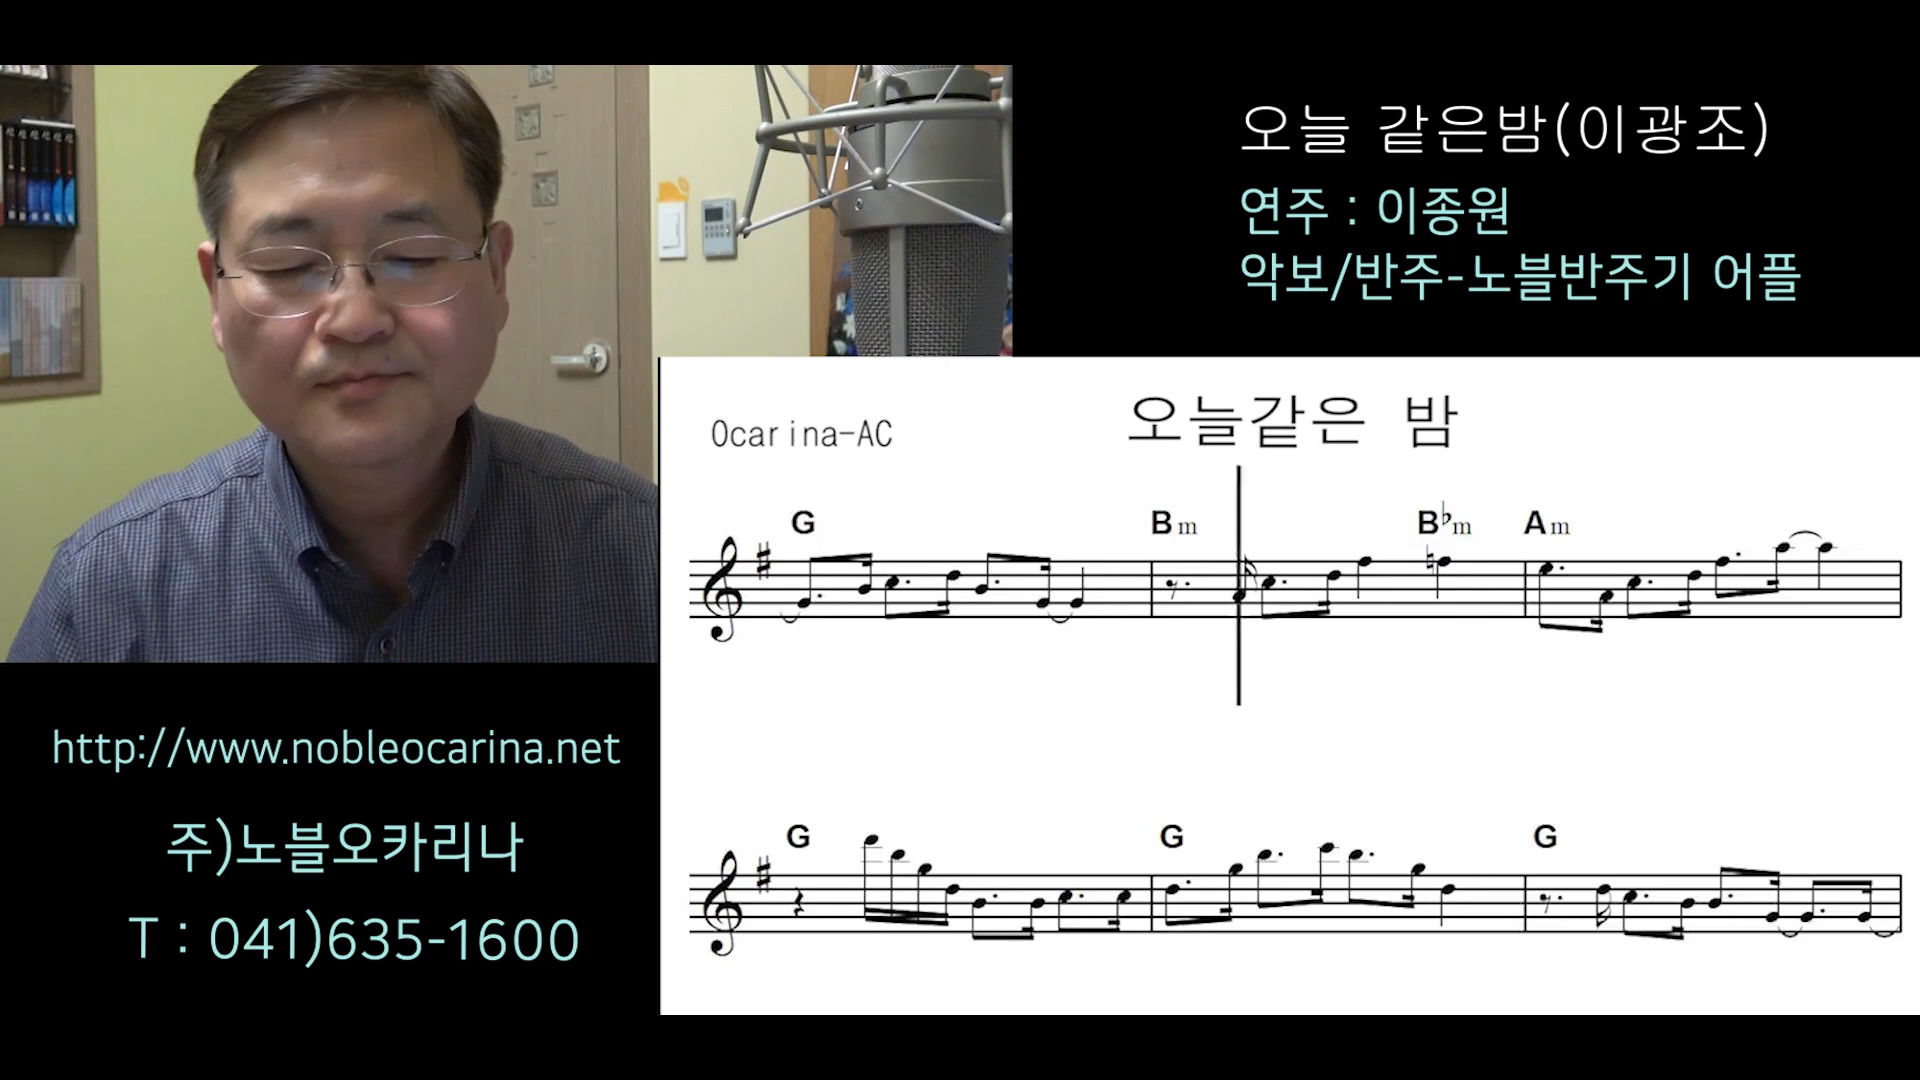 오늘 같은밤(이광조)
연주 : 이종원
악보/반주-노블반주기 어플
Ocarina-AC
오늘같은 밤
G Bm B♭m Am
G G G
http://www.nobleocarina.net
주)노블오카리나
T : 041)635-1600